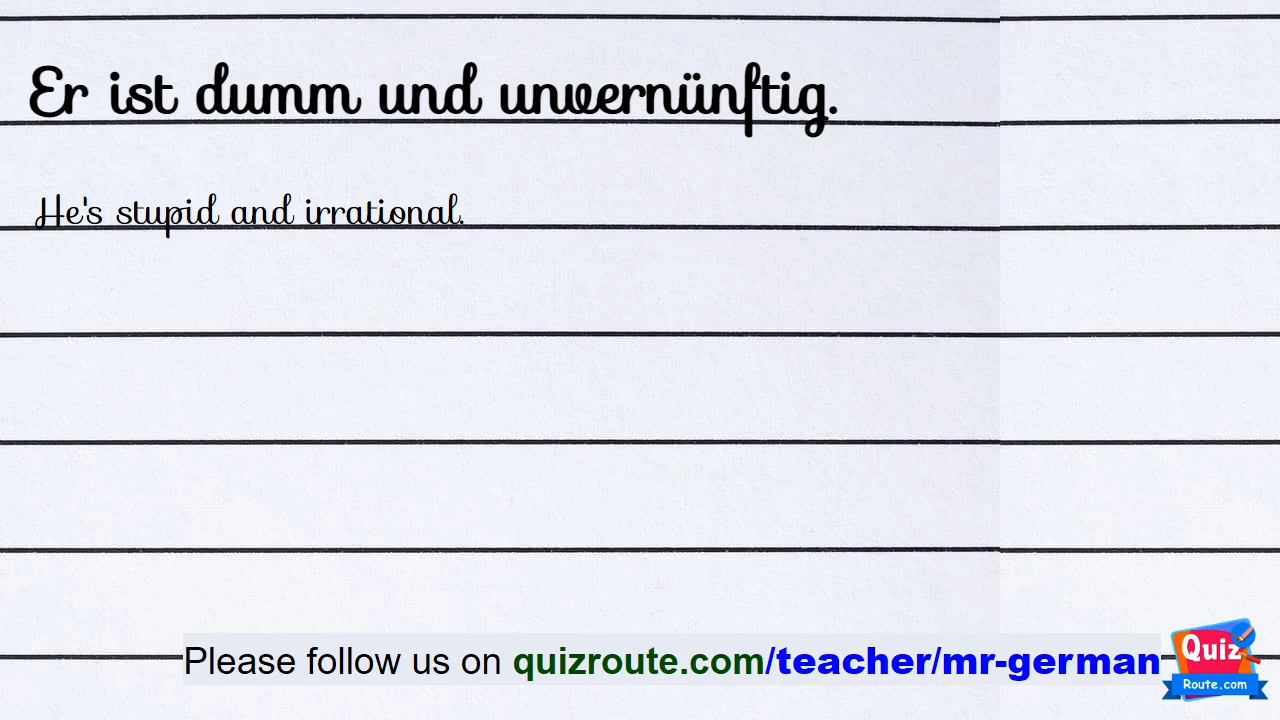 Er ist dumm und unvernünftig.
He's stupid and irrational.
Please follow us on quizroute.com/teacher/mr-german
Quiz
Route.com